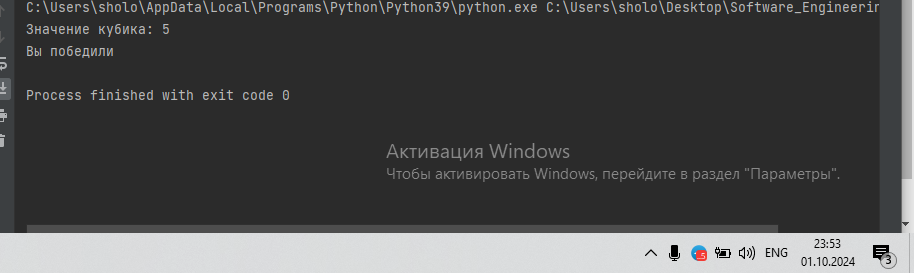 C:\Users\sholo\AppData\Local\Programs\Python\Python39\python.exe C:\Users\sholo\Desktop\Software_Engineerin
Значение кубика: 5
Вы победили
Process finished with exit code 0
Активация Windows
Чтобы активировать Windows, перейдите в раздел "Параметры".
ENG
23:53
01.10.2024
3